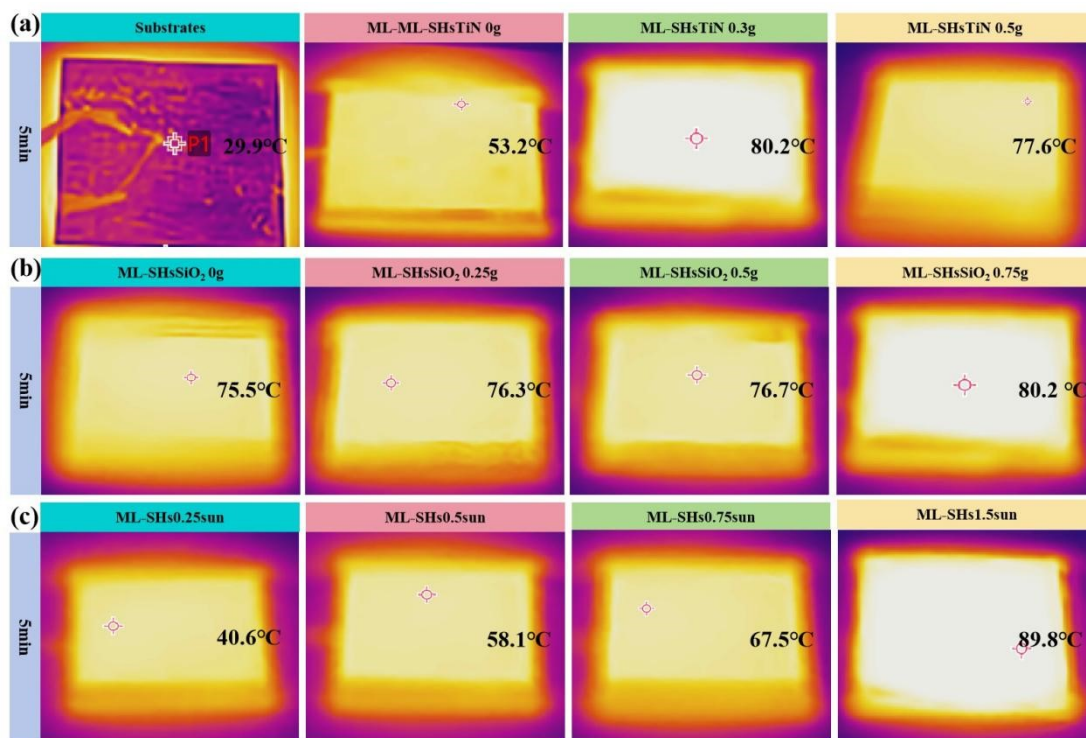 (a)
Substrates
ML-ML-SHsTiN 0g
ML-SHsTiN 0.3g
ML-SHsTiN 0.5g
5min
P1
29.9℃
53.2℃
80.2℃
77.6℃
(b)
ML-SHsSiO₂ 0g
ML-SHsSiO₂ 0.25g
ML-SHsSiO₂ 0.5g
ML-SHsSiO₂ 0.75g
5min
75.5℃
76.3℃
76.7℃
80.2 ℃
(c)
ML-SHs0.25sun
ML-SHs0.5sun
ML-SHs0.75sun
ML-SHs1.5sun
5min
40.6℃
58.1℃
67.5℃
89.8℃